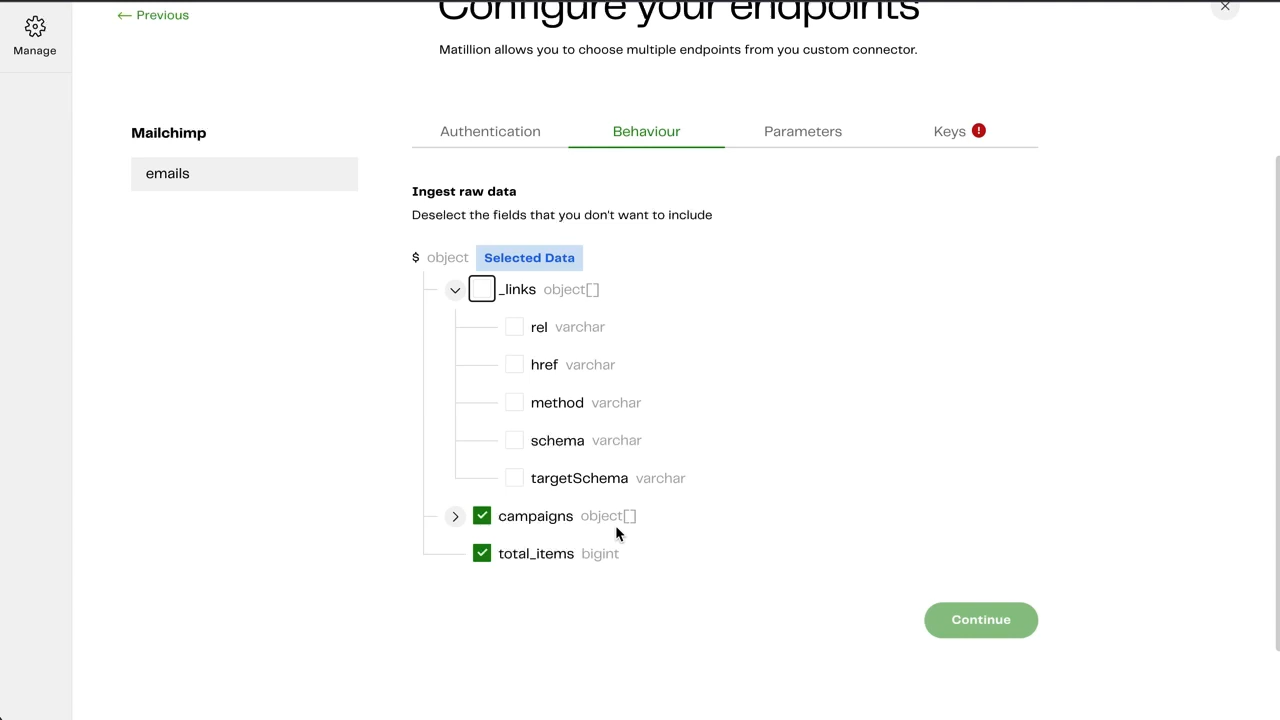 Configure your endpoints
← Previous
Manage
Matillion allows you to choose multiple endpoints from you custom connector.
Mailchimp
emails
Authentication Behaviour Parameters Keys !
Ingest raw data
Deselect the fields that you don't want to include
$ object Selected Data
_links object[]
rel varchar
href varchar
method varchar
schema varchar
targetSchema varchar
campaigns object[]
total_items bigint
Continue